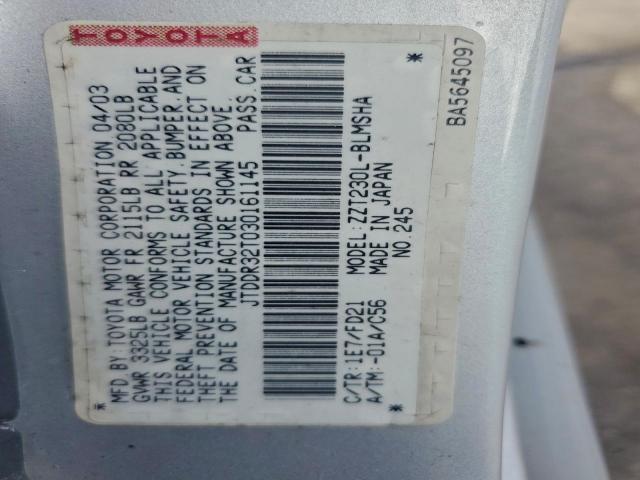 TOYOTA
MFD BY:TOYOTA MOTOR CORPORATION 04/03
GVWR 3325LB GAWR FR 2115LB RR 2080LB
THIS VEHICLE CONFORMS TO ALL APPLICABLE
FEDERAL MOTOR VEHICLE SAFETY, BUMPER, AND
THEFT PREVENTION STANDARDS IN EFFECT ON
THE DATE OF MANUFACTURE SHOWN ABOVE.
JTDDR32T030161145 PASS.CAR
C/TR:1E7/FD21 MODEL:ZZT230L-BLMSHA
A/TM:-01A/C56 MADE IN JAPAN
* NO.245 *
BA5645097